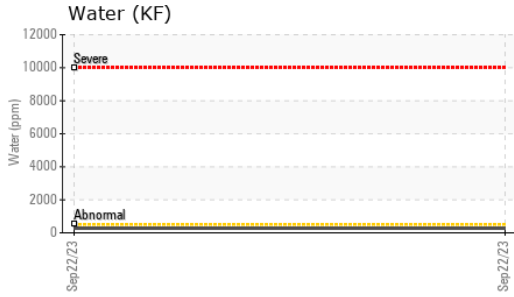 Water (KF)
12000
10000
8000
6000
4000
2000
0
Water (ppm)
Severe
Abnormal
Sep22/23
Sep22/23